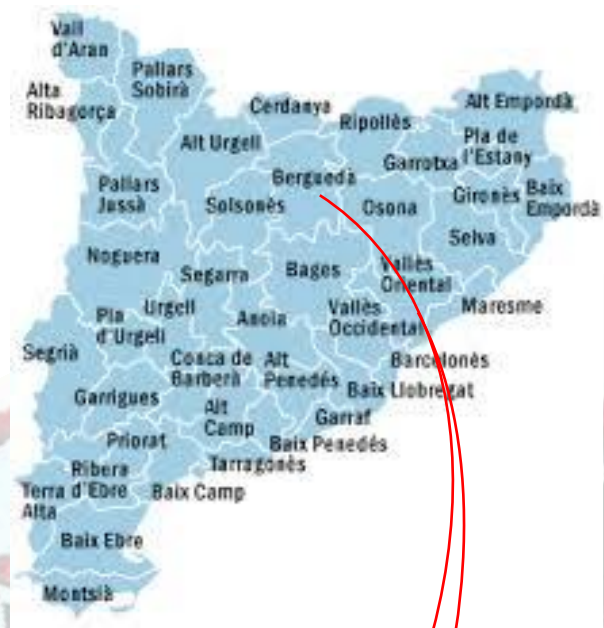 Vall
d'Aran
Pallars
Sobirà
Alta
Ribagorça
Cerdanya
Ripollès
Alt Empordà
Alt Urgell
Pla de
l'Estany
Garrotxa
Berguedà
Pallars
Jussà
Solsonès
Osona
Gironès
Baix
Empordà
Selva
Noguera
Segarra
Bages
Vallès
Oriental
Urgell
Pla
d'Urgell
Anoia
Vallès
Occidental
Maresme
Segrià
Conca de
Barberà
Alt
Penedés
Barcelonès
Baix Llobregat
Garrigues
Alt
Camp
Garraf
Priorat
Baix Penedés
Tarragonès
Ribera
d'Ebre
Terra
Alta
Baix Camp
Baix Ebre
Montsià